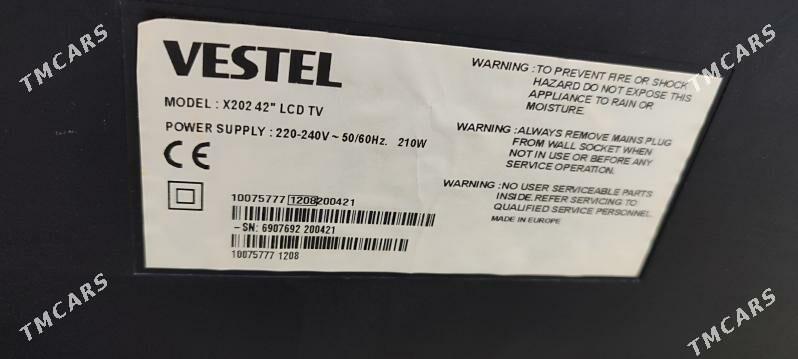 VESTEL
MODEL : X202 42" LCD TV
POWER SUPPLY : 220-240V ~ 50/60Hz. 210W
CE
10075777 1208 200421
-SN: 6907692 200421
10075777 1208
WARNING :TO PREVENT FIRE OR SHOCK
HAZARD DO NOT EXPOSE THIS
APPLIANCE TO RAIN OR
MOISTURE.
WARNING :ALWAYS REMOVE MAINS PLUG
FROM WALL SOCKET WHEN
NOT IN USE OR BEFORE ANY
SERVICE OPERATION.
WARNING :NO USER SERVICEABLE PARTS
INSIDE.REFER SERVICING TO
QUALIFIED SERVICE PERSONNEL.
MADE IN EUROPE
TMCARS
TMCARS
TMCARS
TMCARS
TMCARS
TMCARS